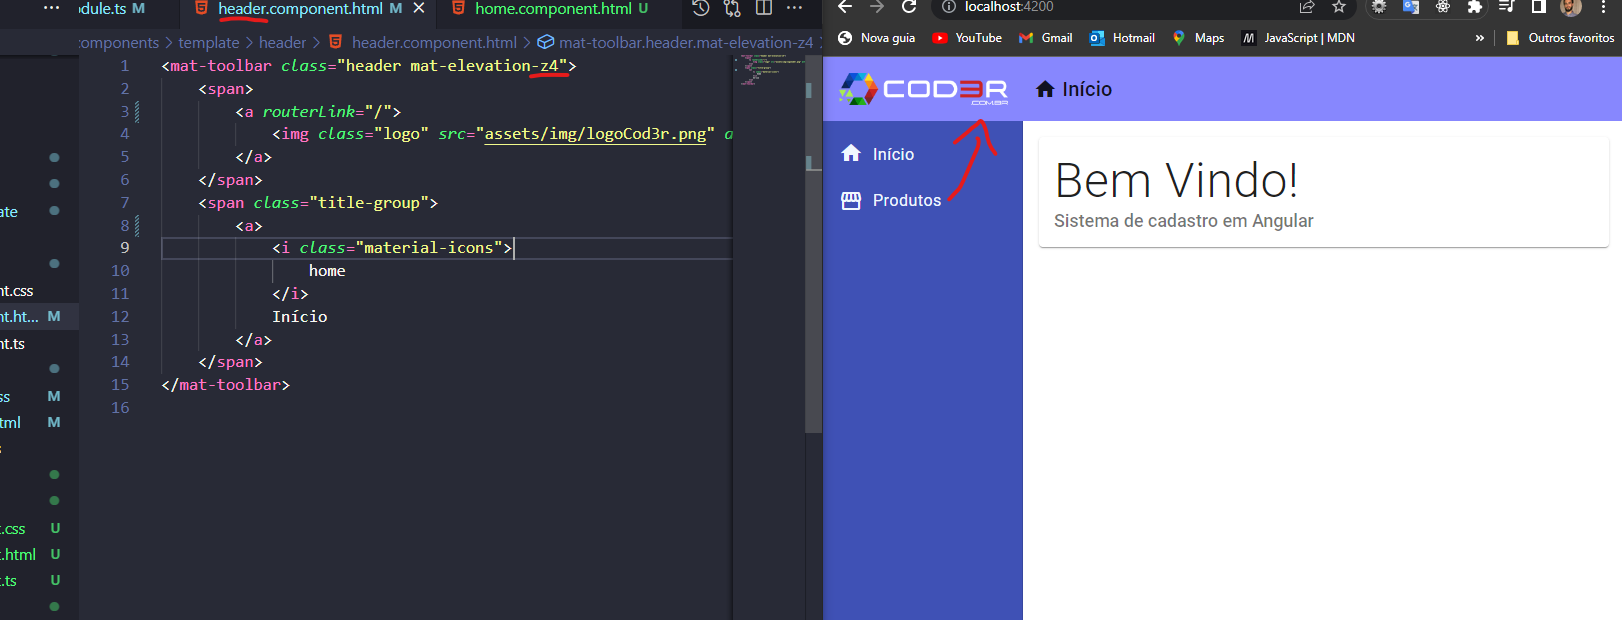 odule.ts M
header.component.html M
home.component.html U
components > template > header > header.component.html > mat-toolbar.header.mat-elevation-z4
ate
nt.css
nt.ht... M
nt.ts
ss M
tml M
s
t.css U
t.html U
t.ts U
1 <mat-toolbar class="header mat-elevation-z4">
2 <span>
3 <a routerLink="/">
4 <img class="logo" src="assets/img/logoCod3r.png" a
5 </a>
6 </span>
7 <span class="title-group">
8 <a>
9 <i class="material-icons">
10 home
11 </i>
12 Início
13 </a>
14 </span>
15 </mat-toolbar>
16
localhost:4200
Nova guia YouTube Gmail Hotmail Maps JavaScript | MDN » Outros favoritos
COD3R
.COM.BR
Início
Início
Produtos
Bem Vindo!
Sistema de cadastro em Angular